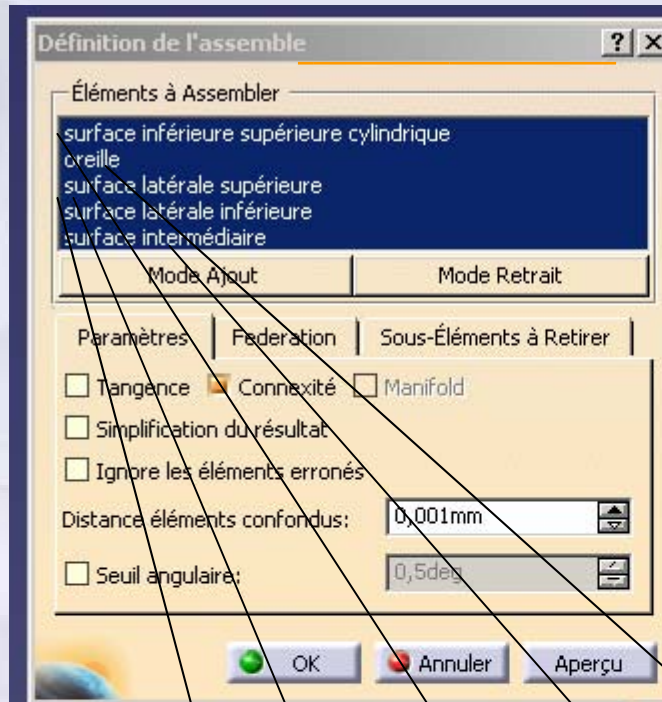 Définition de l'assemble ? X
Éléments à Assembler
surface inférieure supérieure cylindrique
oreille
surface latérale supérieure
surface latérale inférieure
surface intermédiaire
Mode Ajout Mode Retrait
Paramètres Federation Sous-Éléments à Retirer
Tangence Connexité Manifold
Simplification du résultat
Ignore les éléments erronés
Distance éléments confondus: 0,001mm
Seuil angulaire: 0,5deg
OK Annuler Aperçu